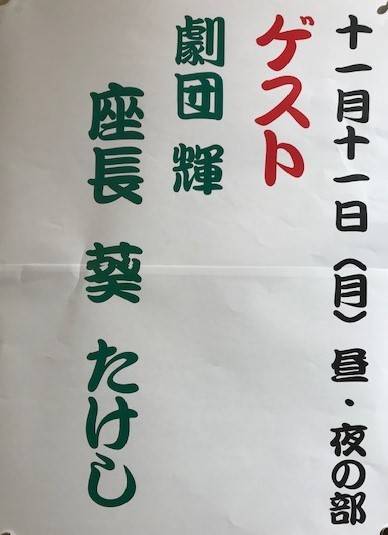 十一月十一日（月）昼・夜の部
ゲスト
劇団 輝
座長 葵 たけし